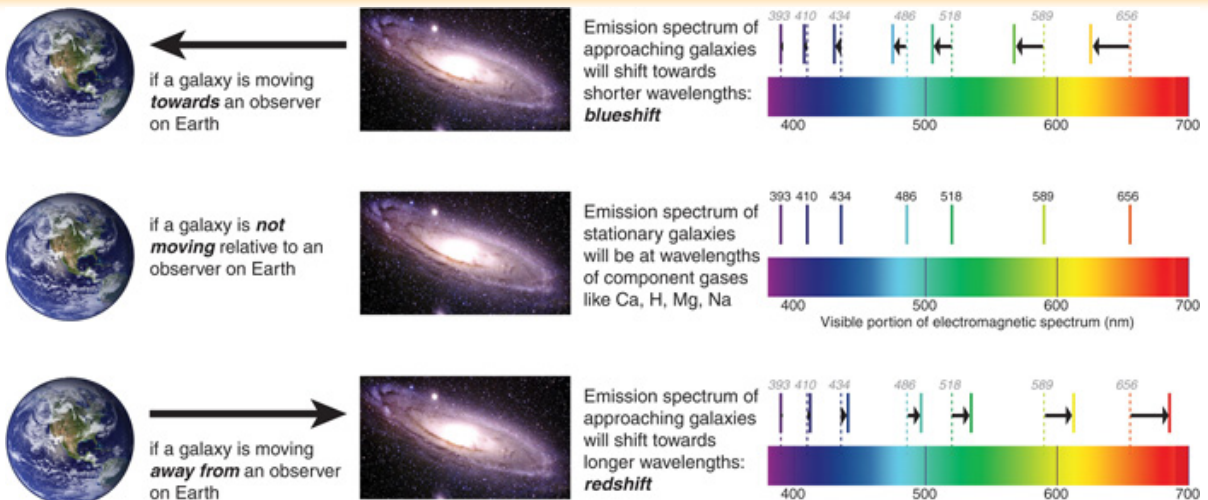 if a galaxy is moving
towards an observer
on Earth
Emission spectrum of
approaching galaxies
will shift towards
shorter wavelengths:
blueshift
393 410 434 486 518 589 656
400 500 600 700
if a galaxy is not
moving relative to an
observer on Earth
Emission spectrum of
stationary galaxies
will be at wavelengths
of component gases
like Ca, H, Mg, Na
393 410 434 486 518 589 656
400 500 600 700
Visible portion of electromagnetic spectrum (nm)
if a galaxy is moving
away from an observer
on Earth
Emission spectrum of
approaching galaxies
will shift towards
longer wavelengths:
redshift
393 410 434 486 518 589 656
400 500 600 700